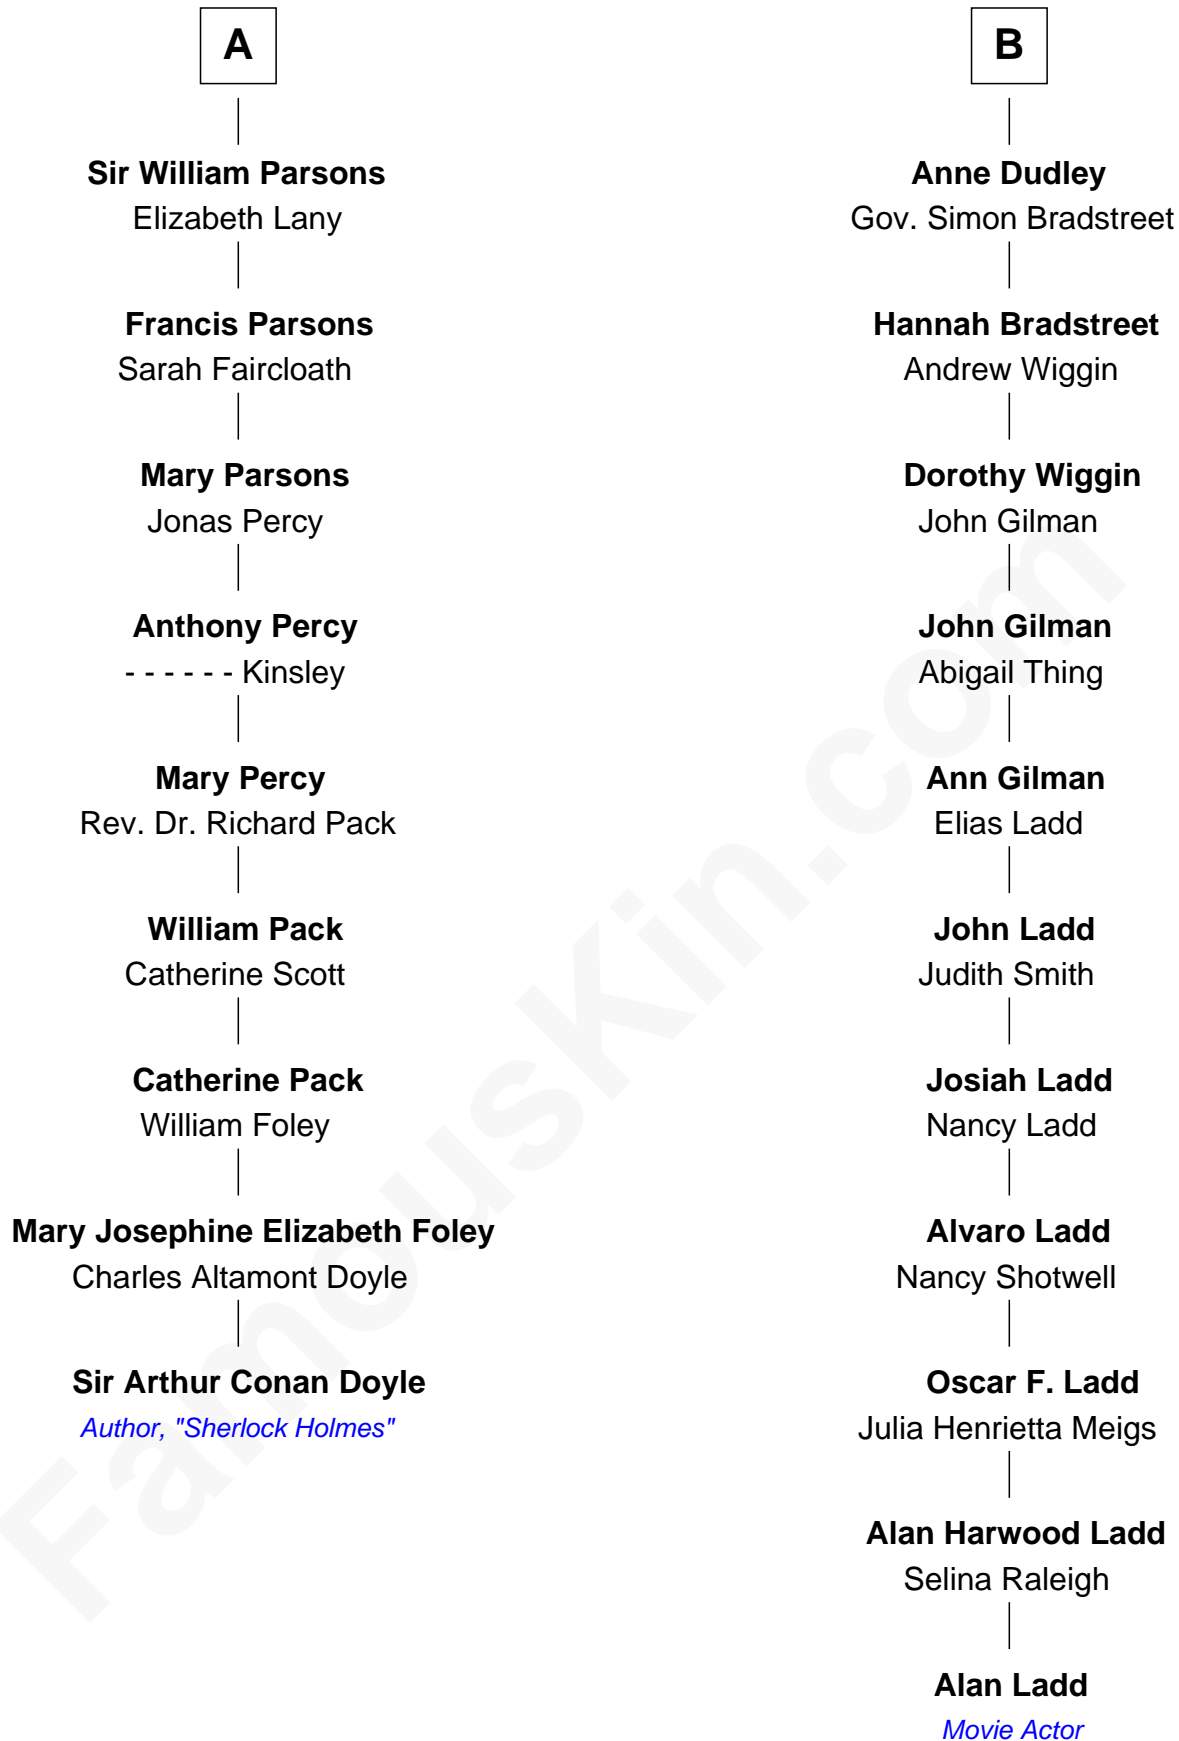 A
Sir William Parsons
Elizabeth Lany
Francis Parsons
Sarah Faircloath
Mary Parsons
Jonas Percy
Anthony Percy
- - - - - - Kinsley
Mary Percy
Rev. Dr. Richard Pack
William Pack
Catherine Scott
Catherine Pack
William Foley
Mary Josephine Elizabeth Foley
Charles Altamont Doyle
Sir Arthur Conan Doyle
Author, "Sherlock Holmes"
B
Anne Dudley
Gov. Simon Bradstreet
Hannah Bradstreet
Andrew Wiggin
Dorothy Wiggin
John Gilman
John Gilman
Abigail Thing
Ann Gilman
Elias Ladd
John Ladd
Judith Smith
Josiah Ladd
Nancy Ladd
Alvaro Ladd
Nancy Shotwell
Oscar F. Ladd
Julia Henrietta Meigs
Alan Harwood Ladd
Selina Raleigh
Alan Ladd
Movie Actor
FamousKin.com